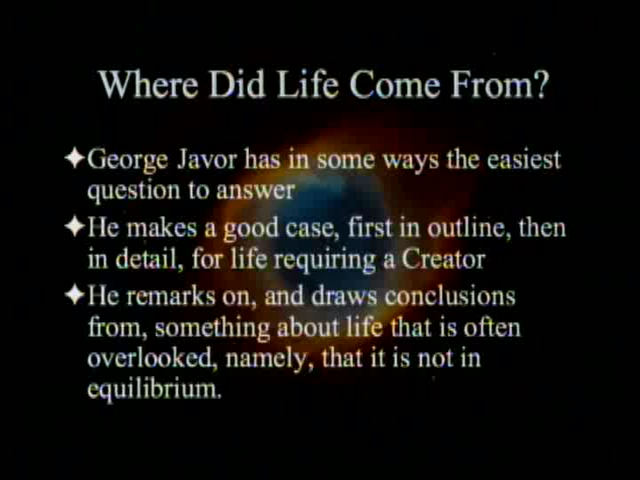 Where Did Life Come From?
✦George Javor has in some ways the easiest
question to answer
✦He makes a good case, first in outline, then
in detail, for life requiring a Creator
✦He remarks on, and draws conclusions
from, something about life that is often
overlooked, namely, that it is not in
equilibrium.